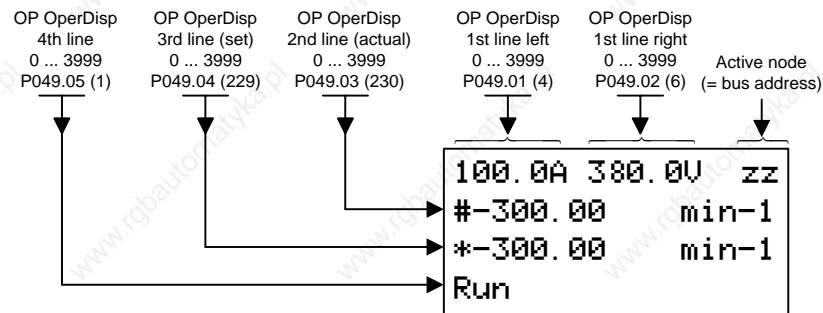 OP OperDisp
4th line
0 ... 3999
P049.05 (1)
OP OperDisp
3rd line (set)
0 ... 3999
P049.04 (229)
OP OperDisp
2nd line (actual)
0 ... 3999
P049.03 (230)
OP OperDisp
1st line left
0 ... 3999
P049.01 (4)
OP OperDisp
1st line right
0 ... 3999
P049.02 (6)
Active node
(= bus address)
100.0A 380.0V zz
#-300.00 min-1
*-300.00 min-1
Run
www.rgbautomatyka.pl